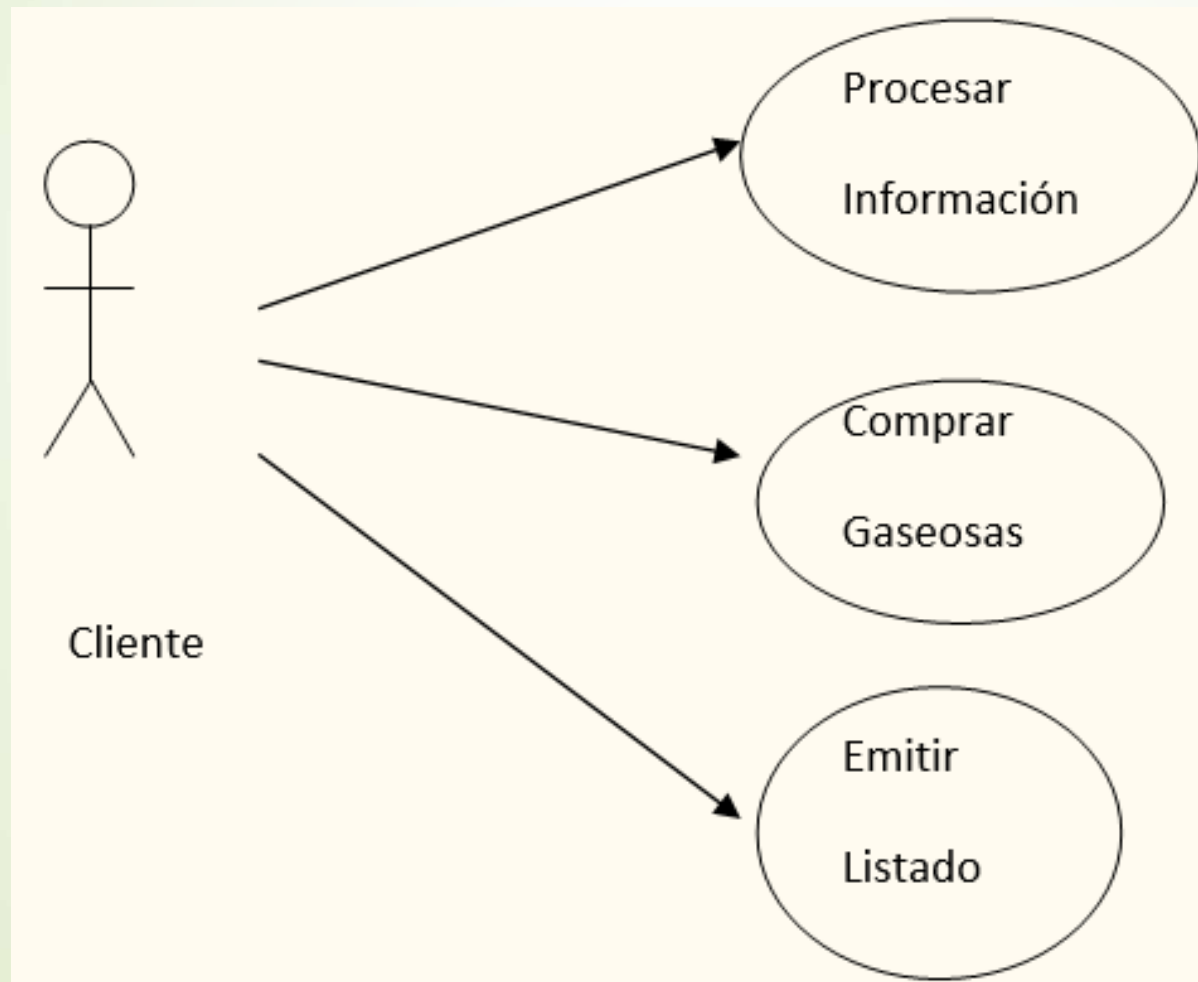 Procesar
Información
Comprar
Gaseosas
Cliente
Emitir
Listado